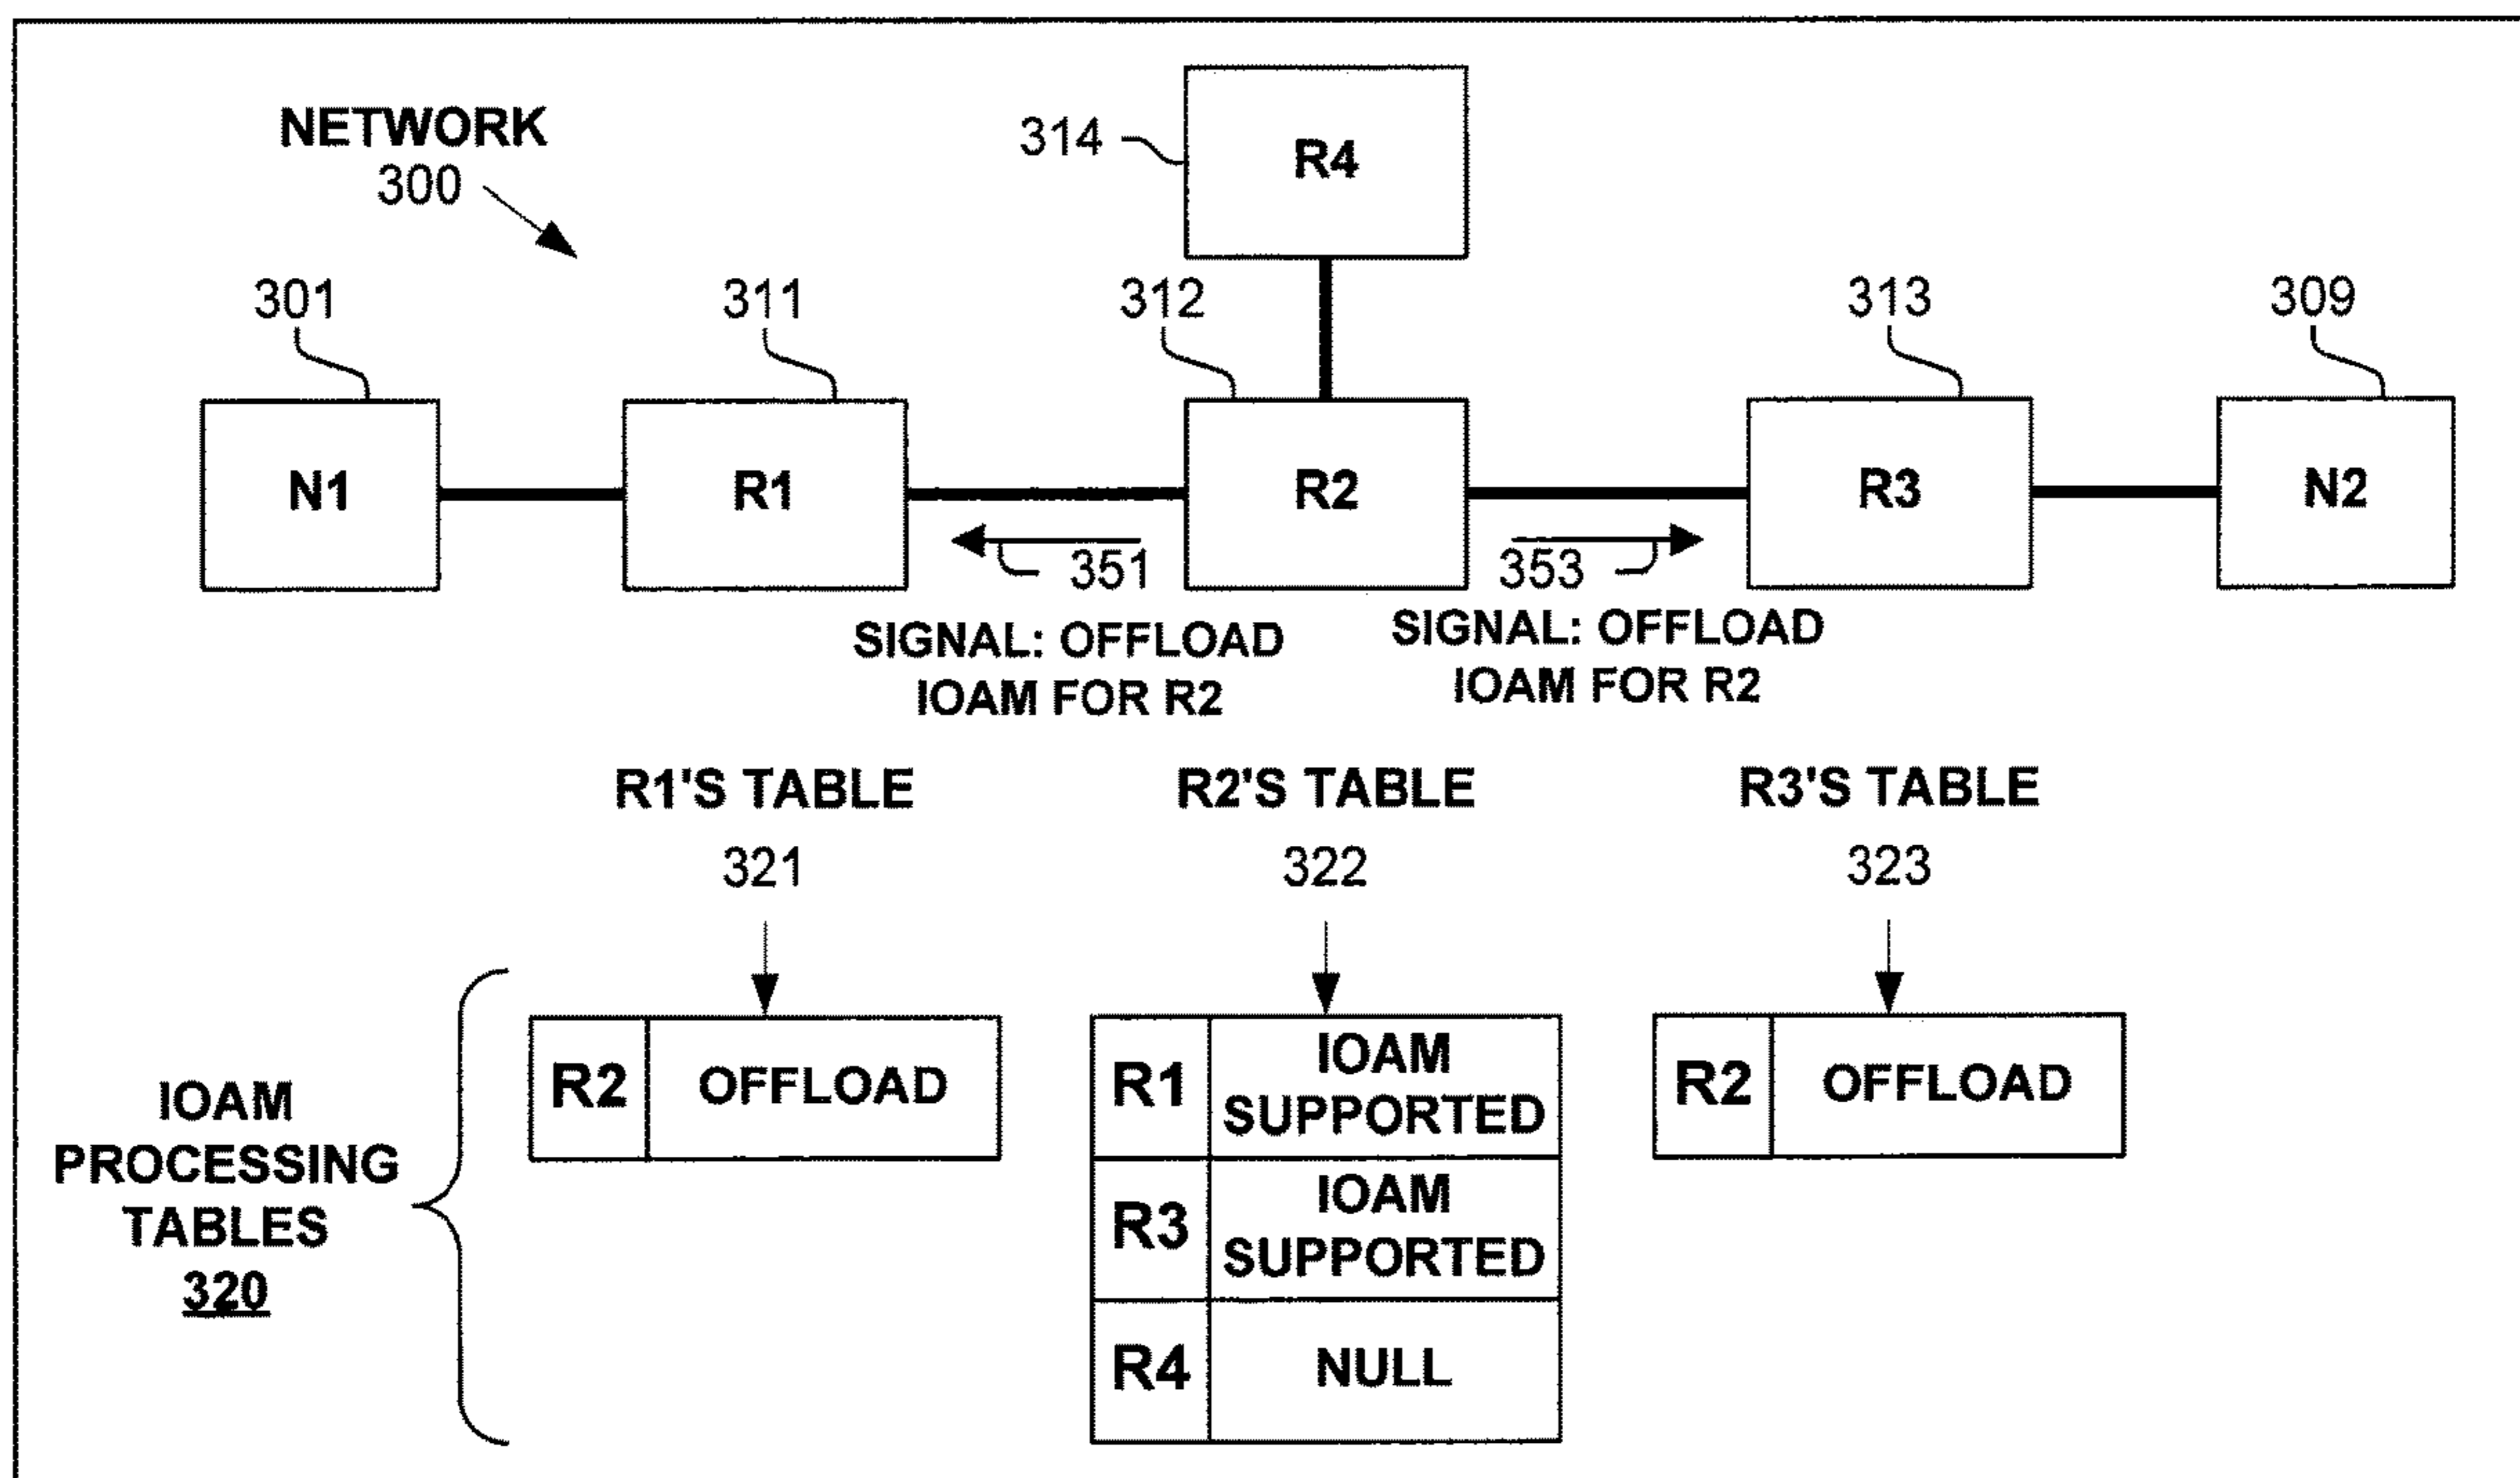 NETWORK
300
314
R4
301
311
312
313
309
N1
R1
R2
R3
N2
351
353
SIGNAL: OFFLOAD
IOAM FOR R2
SIGNAL: OFFLOAD
IOAM FOR R2
R1'S TABLE
R2'S TABLE
R3'S TABLE
321
322
323
IOAM
PROCESSING
TABLES
320
R2
OFFLOAD
R1
IOAM
SUPPORTED
R3
IOAM
SUPPORTED
R4
NULL
R2
OFFLOAD